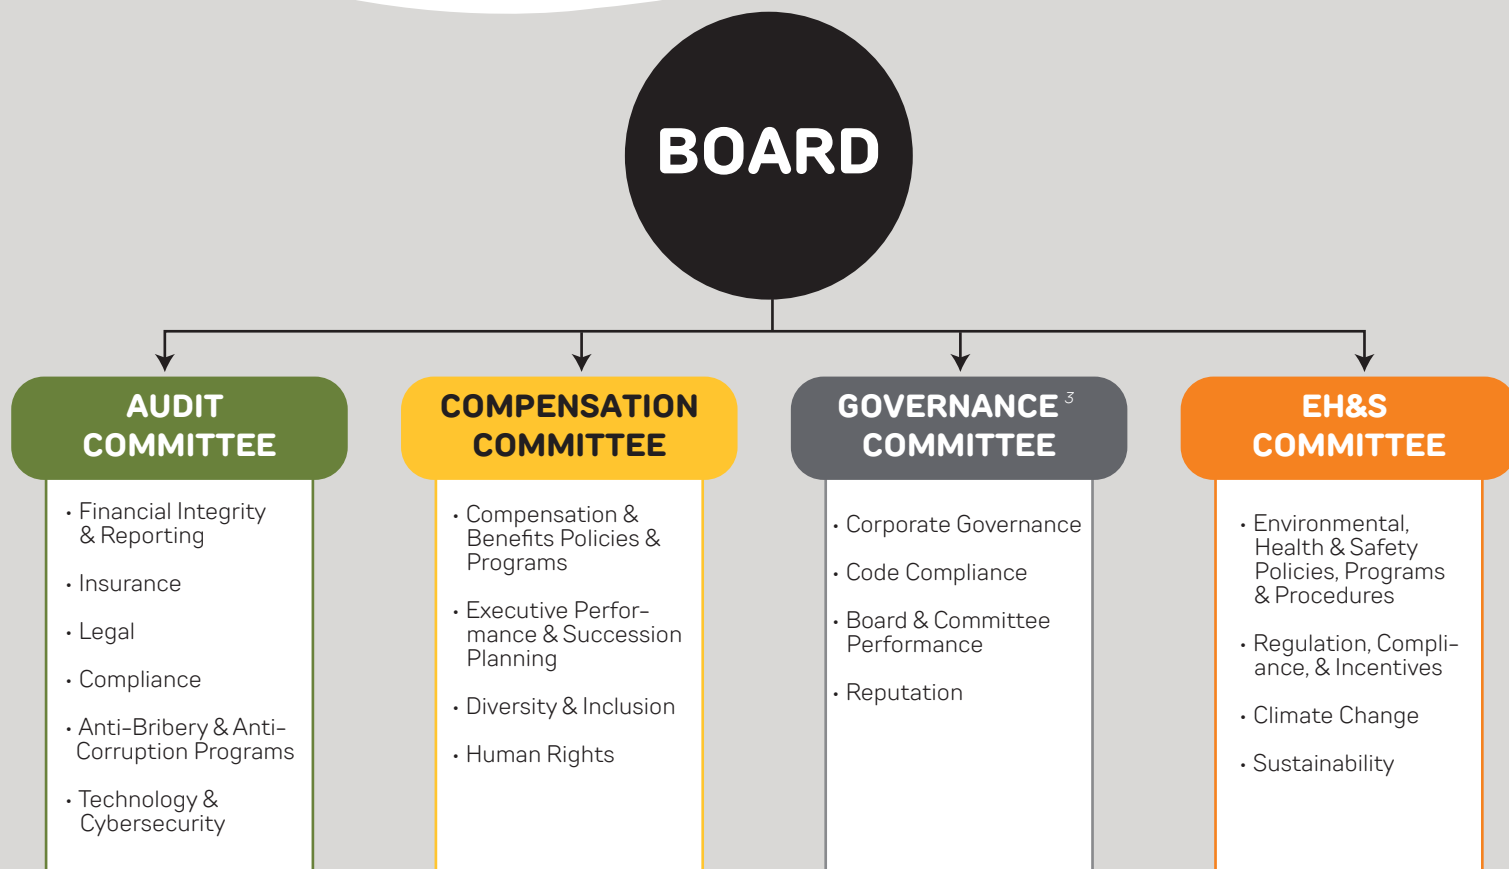 BOARD
AUDIT
COMMITTEE
• Financial Integrity
& Reporting
• Insurance
• Legal
• Compliance
• Anti-Bribery & Anti-
Corruption Programs
• Technology &
Cybersecurity
COMPENSATION
COMMITTEE
• Compensation &
Benefits Policies &
Programs
• Executive Perfor-
mance & Succession
Planning
• Diversity & Inclusion
• Human Rights
GOVERNANCE 3
COMMITTEE
• Corporate Governance
• Code Compliance
• Board & Committee
Performance
• Reputation
EH&S
COMMITTEE
• Environmental,
Health & Safety
Policies, Programs
& Procedures
• Regulation, Compli-
ance, & Incentives
• Climate Change
• Sustainability